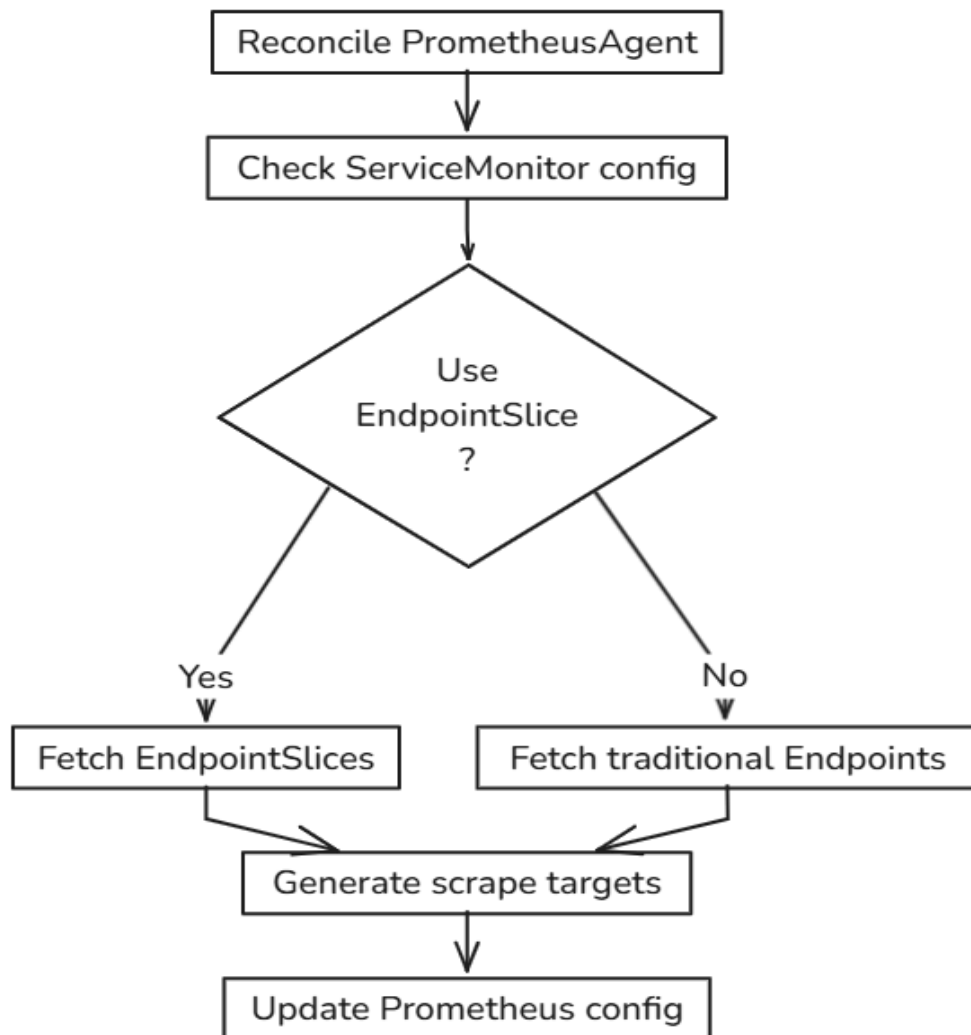 Reconcile PrometheusAgent
Check ServiceMonitor config
Use
EndpointSlice
?
Yes
No
Fetch EndpointSlices
Fetch traditional Endpoints
Generate scrape targets
Update Prometheus config